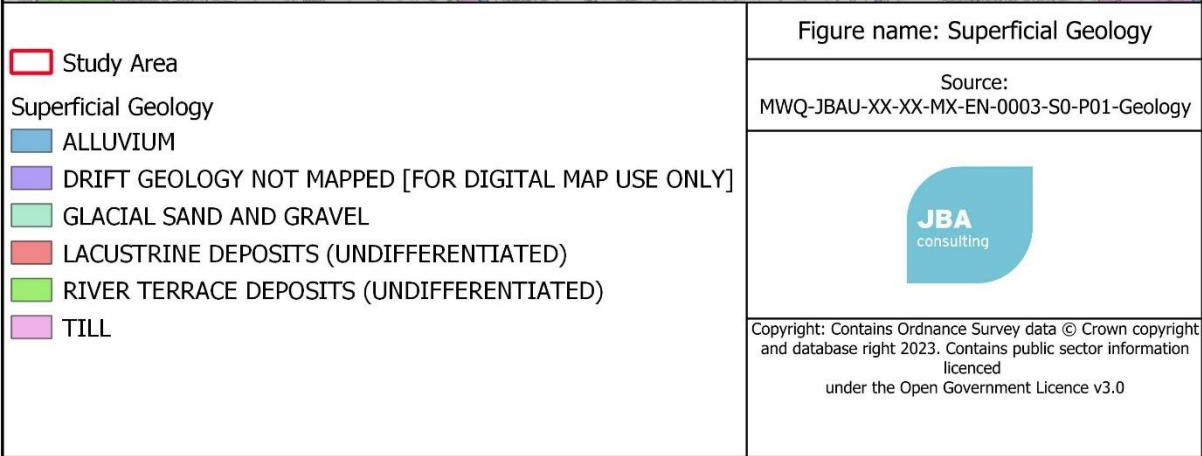 Study Area
Superficial Geology
ALLUVIUM
DRIFT GEOLOGY NOT MAPPED [FOR DIGITAL MAP USE ONLY]
GLACIAL SAND AND GRAVEL
LACUSTRINE DEPOSITS (UNDIFFERENTIATED)
RIVER TERRACE DEPOSITS (UNDIFFERENTIATED)
TILL
Figure name: Superficial Geology
Source:
MWQ-JBAU-XX-XX-MX-EN-0003-S0-P01-Geology
JBA
consulting
Copyright: Contains Ordnance Survey data © Crown copyright
and database right 2023. Contains public sector information
licenced
under the Open Government Licence v3.0